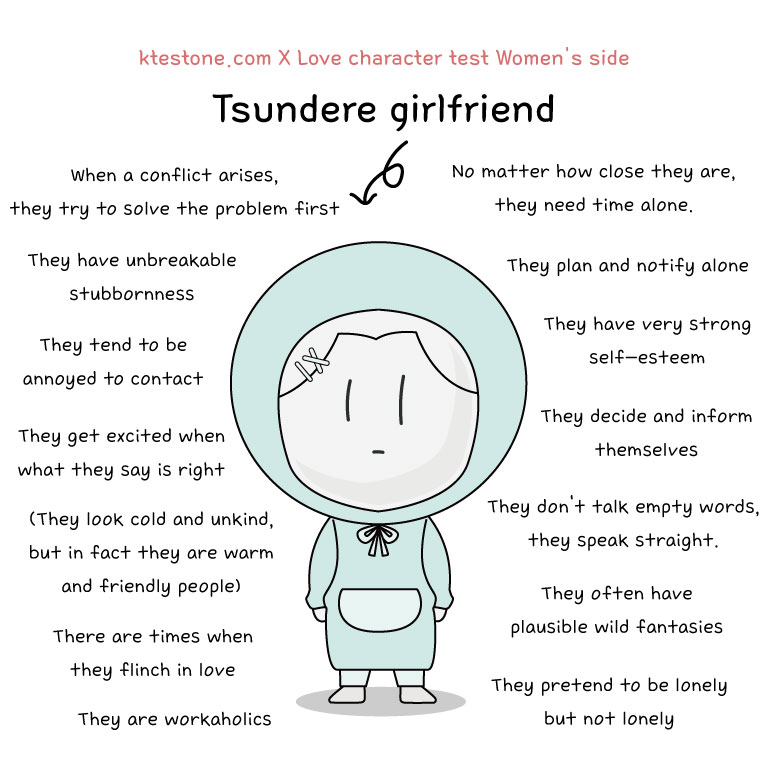 ktestone.com X Love character test Women's side
Tsundere girlfriend
When a conflict arises,
they try to solve the problem first
They have unbreakable
stubbornness
They tend to be
annoyed to contact
They get excited when
what they say is right
(They look cold and unkind,
but in fact they are warm
and friendly people)
There are times when
they flinch in love
They are workaholics
No matter how close they are,
they need time alone.
They plan and notify alone
They have very strong
self-esteem
They decide and inform
themselves
They don't talk empty words,
they speak straight.
They often have
plausible wild fantasies
They pretend to be lonely
but not lonely